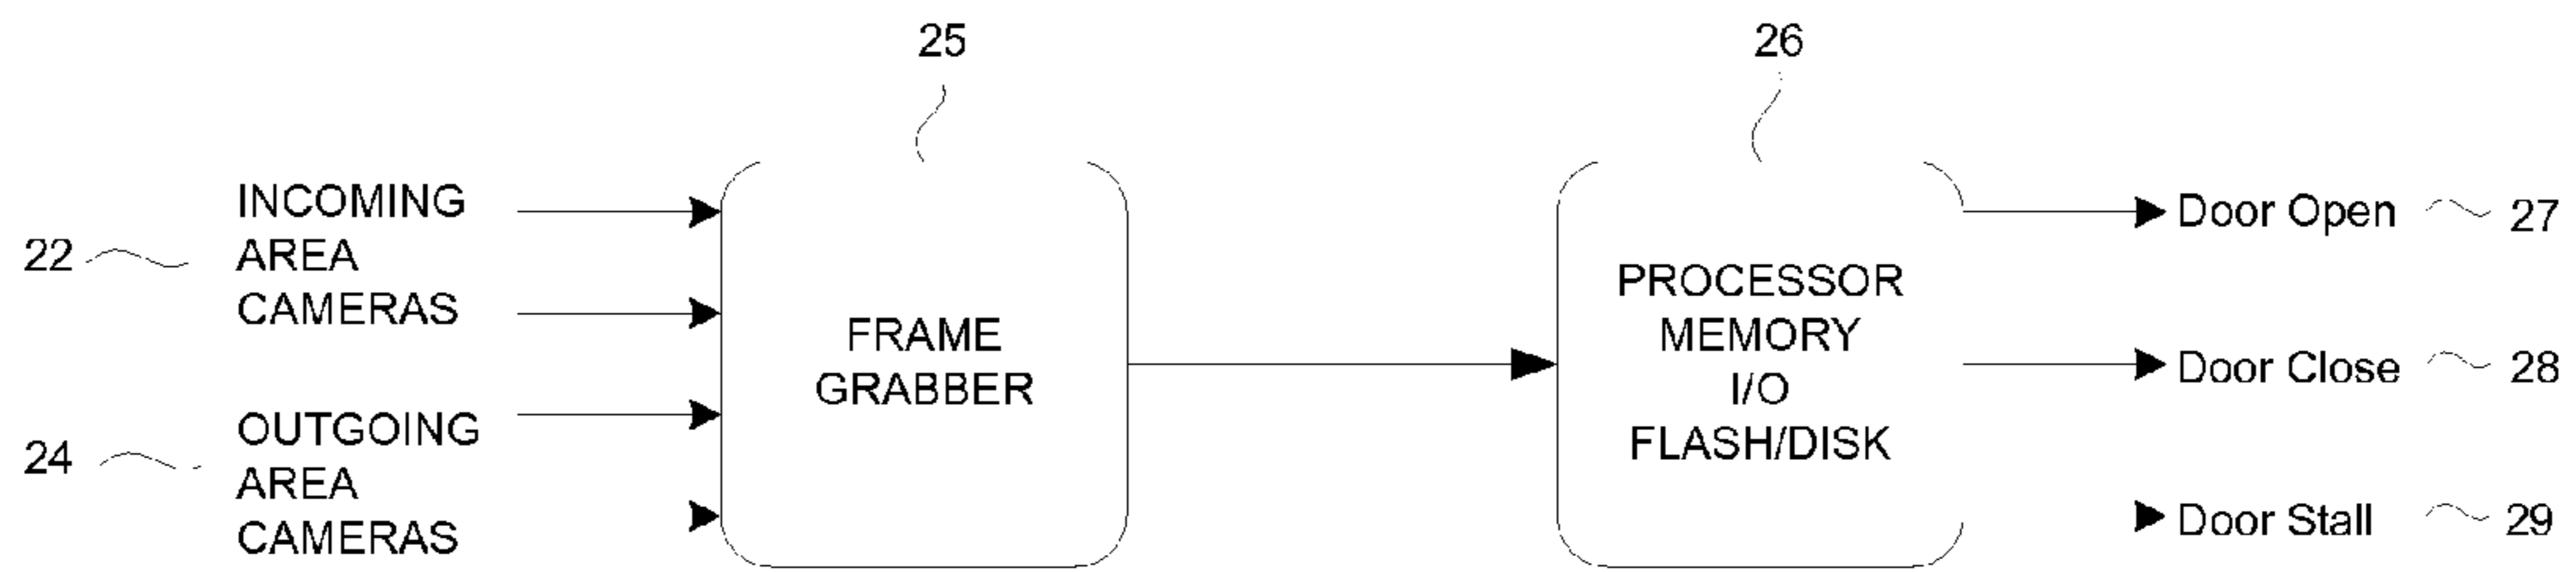 25
26
22
INCOMING
AREA
CAMERAS
24
OUTGOING
AREA
CAMERAS
FRAME
GRABBER
PROCESSOR
MEMORY
I/O
FLASH/DISK
Door Open
27
Door Close
28
Door Stall
29